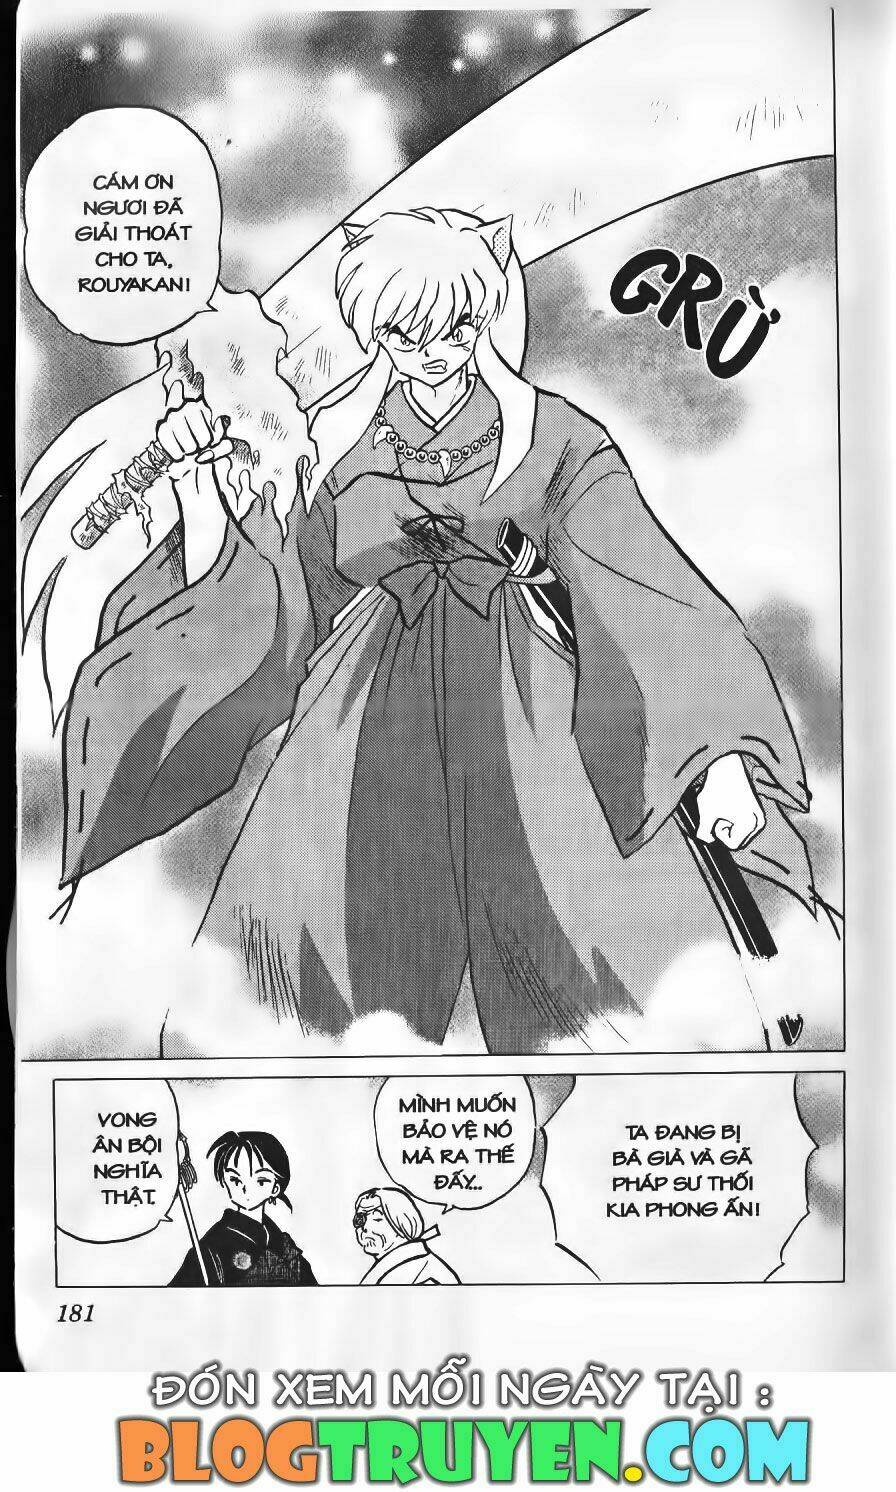 CÁM ƠN
NGƯƠI ĐÃ
GIẢI THOÁT
CHO TA,
ROUYAKAN!
GRỪ
VONG
ÂN BỘI
NGHĨA
THẬT.
MÌNH MUỐN
BẢO VỆ NÓ
MÀ RA THẾ
ĐẤY...
TA ĐANG BỊ
BÀ GIÀ VÀ GÃ
PHÁP SƯ THỐI
KIA PHONG ẤN!
181
ĐÓN XEM MỖI NGÀY TẠI :
BLOGTRUYEN.COM